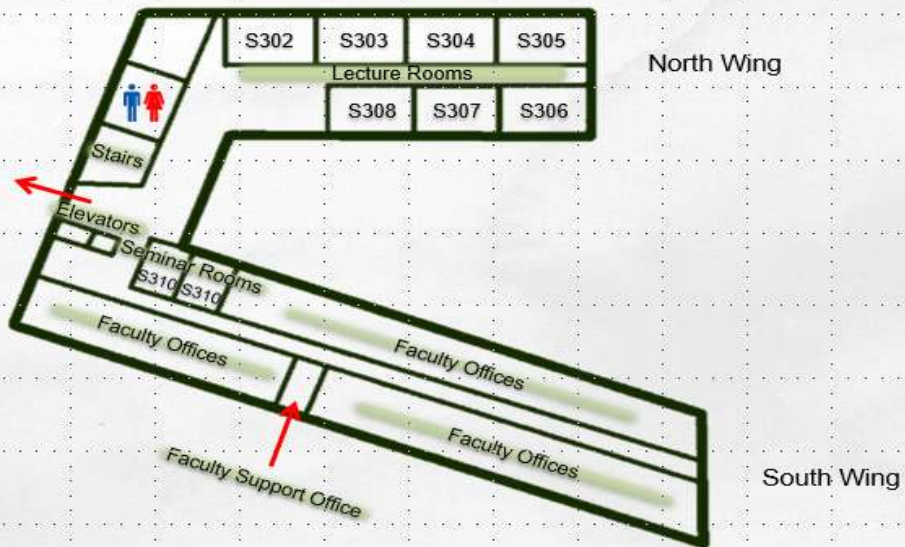 S302 S303 S304 S305
Lecture Rooms
North Wing
S308 S307 S306
Stairs
Elevators
Seminar Rooms
S310 S310
Faculty Offices
Faculty Offices
Faculty Offices
Faculty Support Office
South Wing